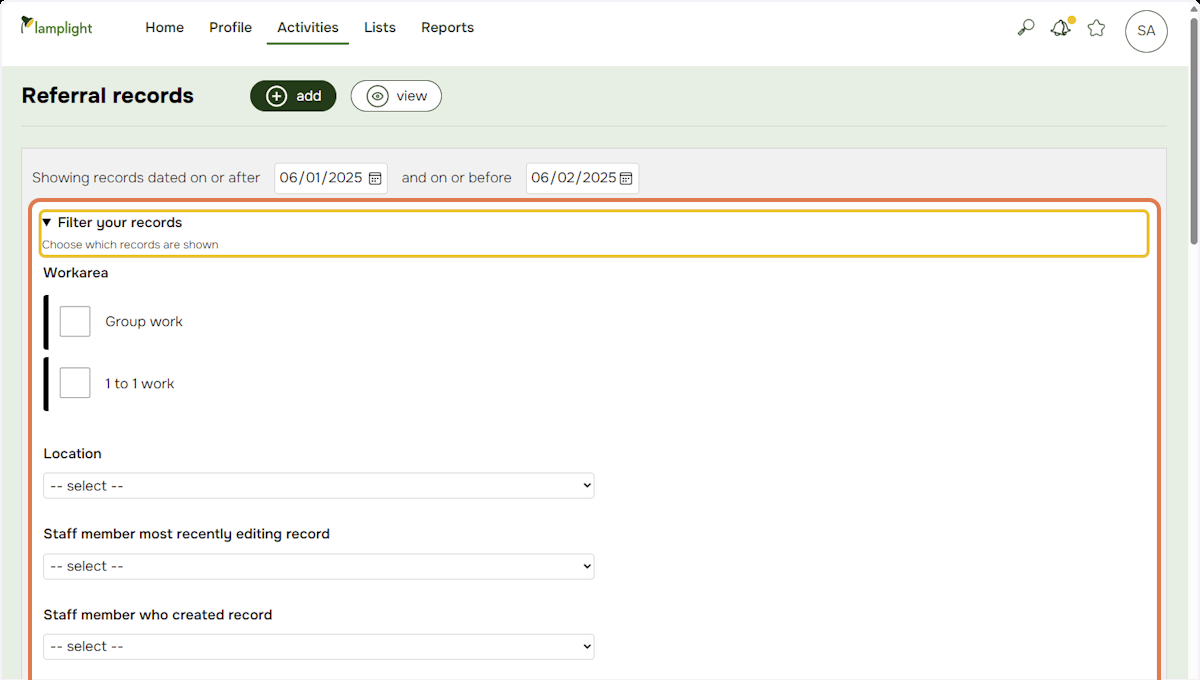 lamplight Home Profile Activities Lists Reports SA
Referral records add view
Showing records dated on or after 06/01/2025 and on or before 06/02/2025
Filter your records
Choose which records are shown
Workarea
Group work
1 to 1 work
Location
-- select --
Staff member most recently editing record
-- select --
Staff member who created record
-- select --